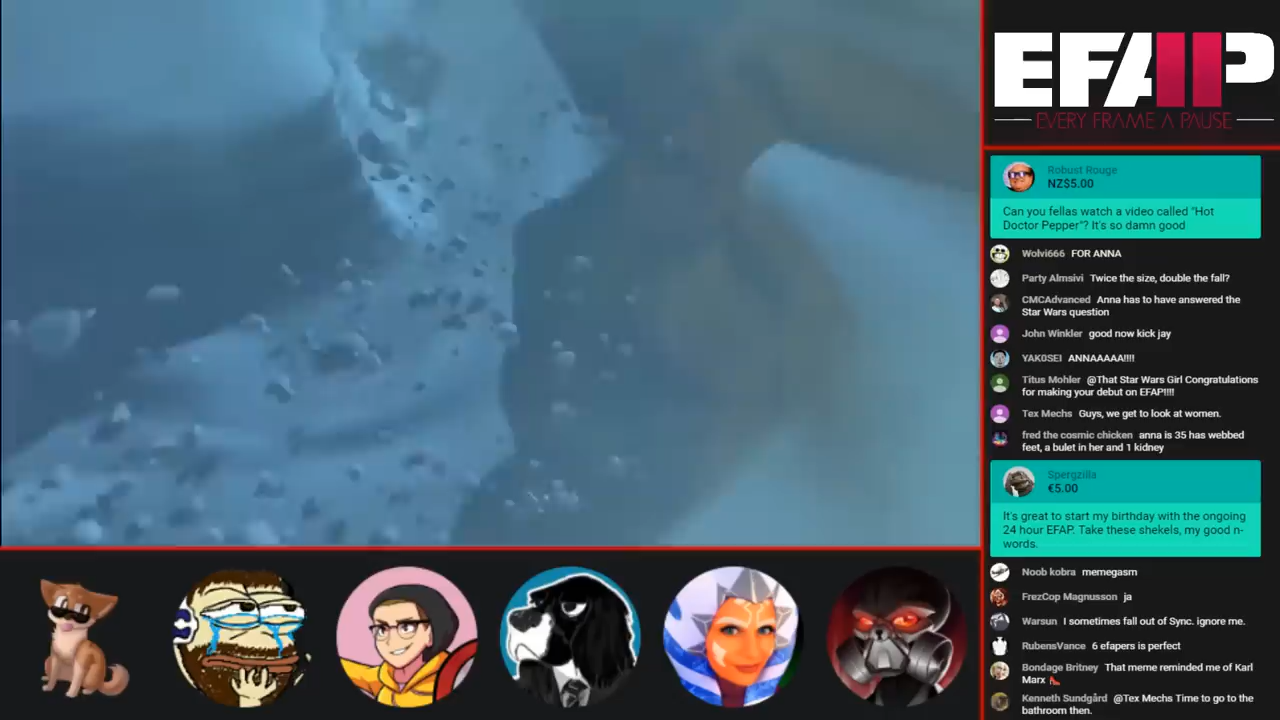 EFAP
EVERY FRAME A PAUSE
Robust Rouge
NZ$5.00
Can you fellas watch a video called "Hot
Doctor Pepper"? It's so damn good
Wolvi666 FOR ANNA
Party Almsivi Twice the size, double the fall?
CMCAdvanced Anna has to have answered the
Star Wars question
John Winkler good now kick jay
YAK0SEI ANNAAAAA!!!!
Titus Mohler @That Star Wars Girl Congratulations
for making your debut on EFAP!!!!
Tex Mechs Guys, we get to look at women.
fred the cosmic chicken anna is 35 has webbed
feet, a bulet in her and 1 kidney
Spergzilla
€5.00
It's great to start my birthday with the ongoing
24 hour EFAP. Take these shekels, my good n-
words.
Noob kobra memegasm
FrezCop Magnusson ja
Warsun I sometimes fall out of Sync. ignore me.
RubensVance 6 efapers is perfect
Bondage Britney That meme reminded me of Karl
Marx 👠
Kenneth Sundgård @Tex Mechs Time to go to the
bathroom then.